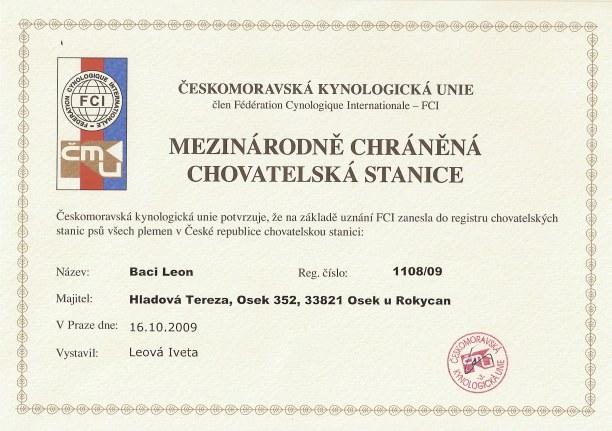 FÉDÉRATION CYNOLOGIQUE INTERNATIONALE
FCI
čmku
ČESKOMORAVSKÁ KYNOLOGICKÁ UNIE
člen Fédération Cynologique Internationale – FCI
MEZINÁRODNĚ CHRÁNĚNÁ
CHOVATELSKÁ STANICE
Českomoravská kynologická unie potvrzuje, že na základě uznání FCI zanesla do registru chovatelských
stanic psů všech plemen v České republice chovatelskou stanici:
Název: Baci Leon Reg. číslo: 1108/09
Majitel: Hladová Tereza, Osek 352, 33821 Osek u Rokycan
V Praze dne: 16.10.2009
Vystavil: Leová Iveta
ČESKOMORAVSKÁ
KYNOLOGICKÁ UNIE